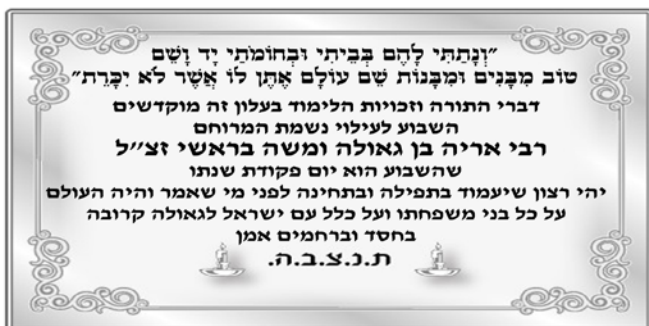 "וְנָתַתִּי לָהֶם בְּבֵיתִי וּבְחוֹמֹתַי יָד וָשֵׁם
טוֹב מִבָּנִים וּמִבָּנוֹת שֵׁם עוֹלָם אֶתֶּן לוֹ אֲשֶׁר לֹא יִכָּרֵת"
דברי התורה וזכויות הלימוד בעלון זה מוקדשים
השבוע לעילוי נשמת המרוחם
רבי אריה בן גאולה ומשה בראשי זצ"ל
שהשבוע הוא יום פקודת שנתו
יהי רצון שיעמוד בתפילה ובתחינה לפני מי שאמר והיה העולם
על כל בני משפחתו ועל כלל עם ישראל לגאולה קרובה
בחסד וברחמים אמן
ת.נ.צ.ב.ה.